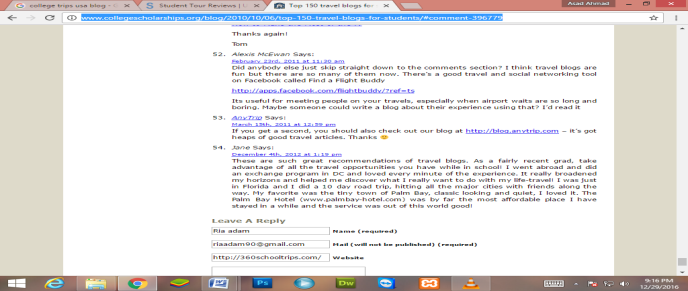 college trips usa blog - G
Student Tour Reviews | G
Top 150 travel blogs for
Asad Ahmad
www.collegescholarships.org/blog/2010/10/06/top-150-travel-blogs-for-students/#comment-396779
Thanks again!
Tom
52. Alexis McEwan Says:
February 23rd, 2011 at 11:30 am
Did anybody else just skip straight down to the comments section? I think travel blogs are
fun but there are so many of them now. There's a good travel and social networking tool
on Facebook called Find a Flight Buddy
http://apps.facebook.com/flightbuddy/?ref=ts
Its useful for meeting people on your travels, especially when airport waits are so long and
boring. Maybe someone could write a blog about their experience using that? I'd read it
53. AnyTrip Says:
March 15th, 2011 at 12:59 pm
If you get a second, you should also check out our blog at http://blog.anytrip.com – it's got
heaps of good travel articles. Thanks 🙂
54. Jane Says:
December 4th, 2012 at 1:19 pm
These are such great recommendations of travel blogs. As a fairly recent grad, take
advantage of all the travel opportunities you have while in school! I went abroad and did
an exchange program in DC and loved every minute of the experience. It really broadened
my horizons and helped me discover what I really want to do with my life-travel! I was just
in Florida and I did a 10 day road trip, hitting all the major cities with friends along the
way. My favorite was the tiny town of Palm Bay, classic looking and quiet, I loved it. The
Palm Bay Hotel (www.palmbay-hotel.com) was by far the most affordable place I have
stayed in a while and the service was out of this world good!
Leave A Reply
Ria adam Name (required)
riaadam90@gmail.com Mail (will not be published) (required)
http://360schooltrips.com/ Website
Ps
Dw
9:25 PM
12/29/2016